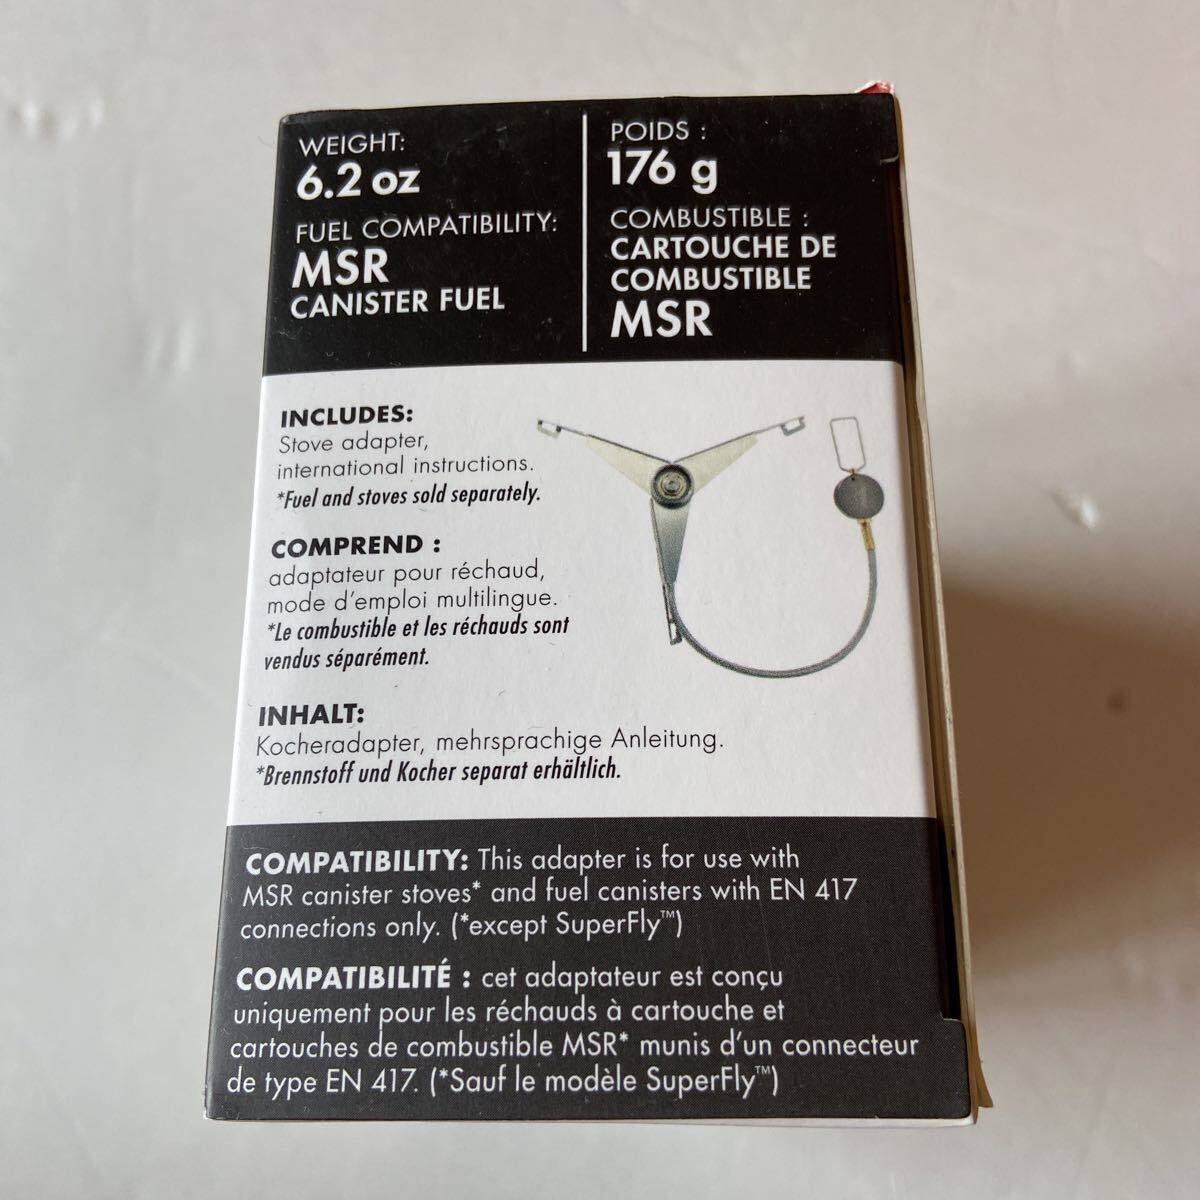 WEIGHT:
6.2 oz
FUEL COMPATIBILITY:
MSR
CANISTER FUEL
POIDS :
176 g
COMBUSTIBLE :
CARTOUCHE DE
COMBUSTIBLE
MSR
INCLUDES:
Stove adapter,
international instructions.
*Fuel and stoves sold separately.
COMPREND :
adaptateur pour réchaud,
mode d'emploi multilingue.
*Le combustible et les réchauds sont
vendus séparément.
INHALT:
Kocheradapter, mehrsprachige Anleitung.
*Brennstoff und Kocher separat erhältlich.
COMPATIBILITY: This adapter is for use with
MSR canister stoves* and fuel canisters with EN 417
connections only. (*except SuperFly™)
COMPATIBILITÉ : cet adaptateur est conçu
uniquement pour les réchauds à cartouche et
cartouches de combustible MSR* munis d'un connecteur
de type EN 417. (*Sauf le modèle SuperFly™)